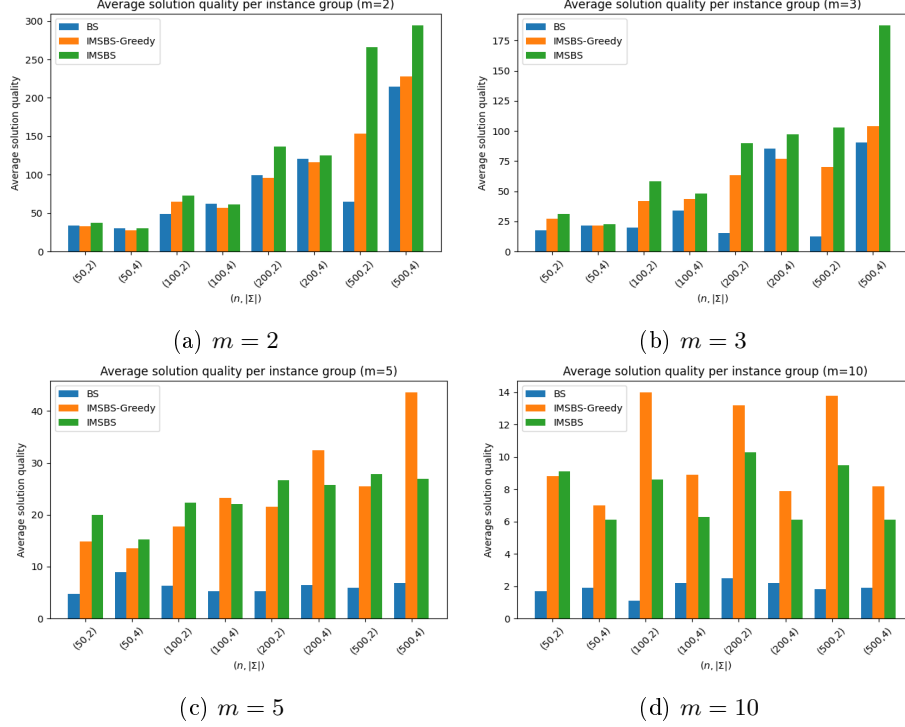 Average solution quality per instance group (m=2)
BS
IMSBS-Greedy
IMSBS
Average solution quality
300
250
200
150
100
50
0
(50,2)
(50,4)
(100,2)
(100,4)
(200,2)
(200,4)
(500,2)
(500,4)
(n, |Σ|)
(a) m = 2
Average solution quality per instance group (m=3)
BS
IMSBS-Greedy
IMSBS
Average solution quality
175
150
125
100
75
50
25
0
(50,2)
(50,4)
(100,2)
(100,4)
(200,2)
(200,4)
(500,2)
(500,4)
(n, |Σ|)
(b) m = 3
Average solution quality per instance group (m=5)
BS
IMSBS-Greedy
IMSBS
Average solution quality
40
30
20
10
0
(50,2)
(50,4)
(100,2)
(100,4)
(200,2)
(200,4)
(500,2)
(500,4)
(n, |Σ|)
(c) m = 5
Average solution quality per instance group (m=10)
BS
IMSBS-Greedy
IMSBS
Average solution quality
14
12
10
8
6
4
2
0
(50,2)
(50,4)
(100,2)
(100,4)
(200,2)
(200,4)
(500,2)
(500,4)
(n, |Σ|)
(d) m = 10